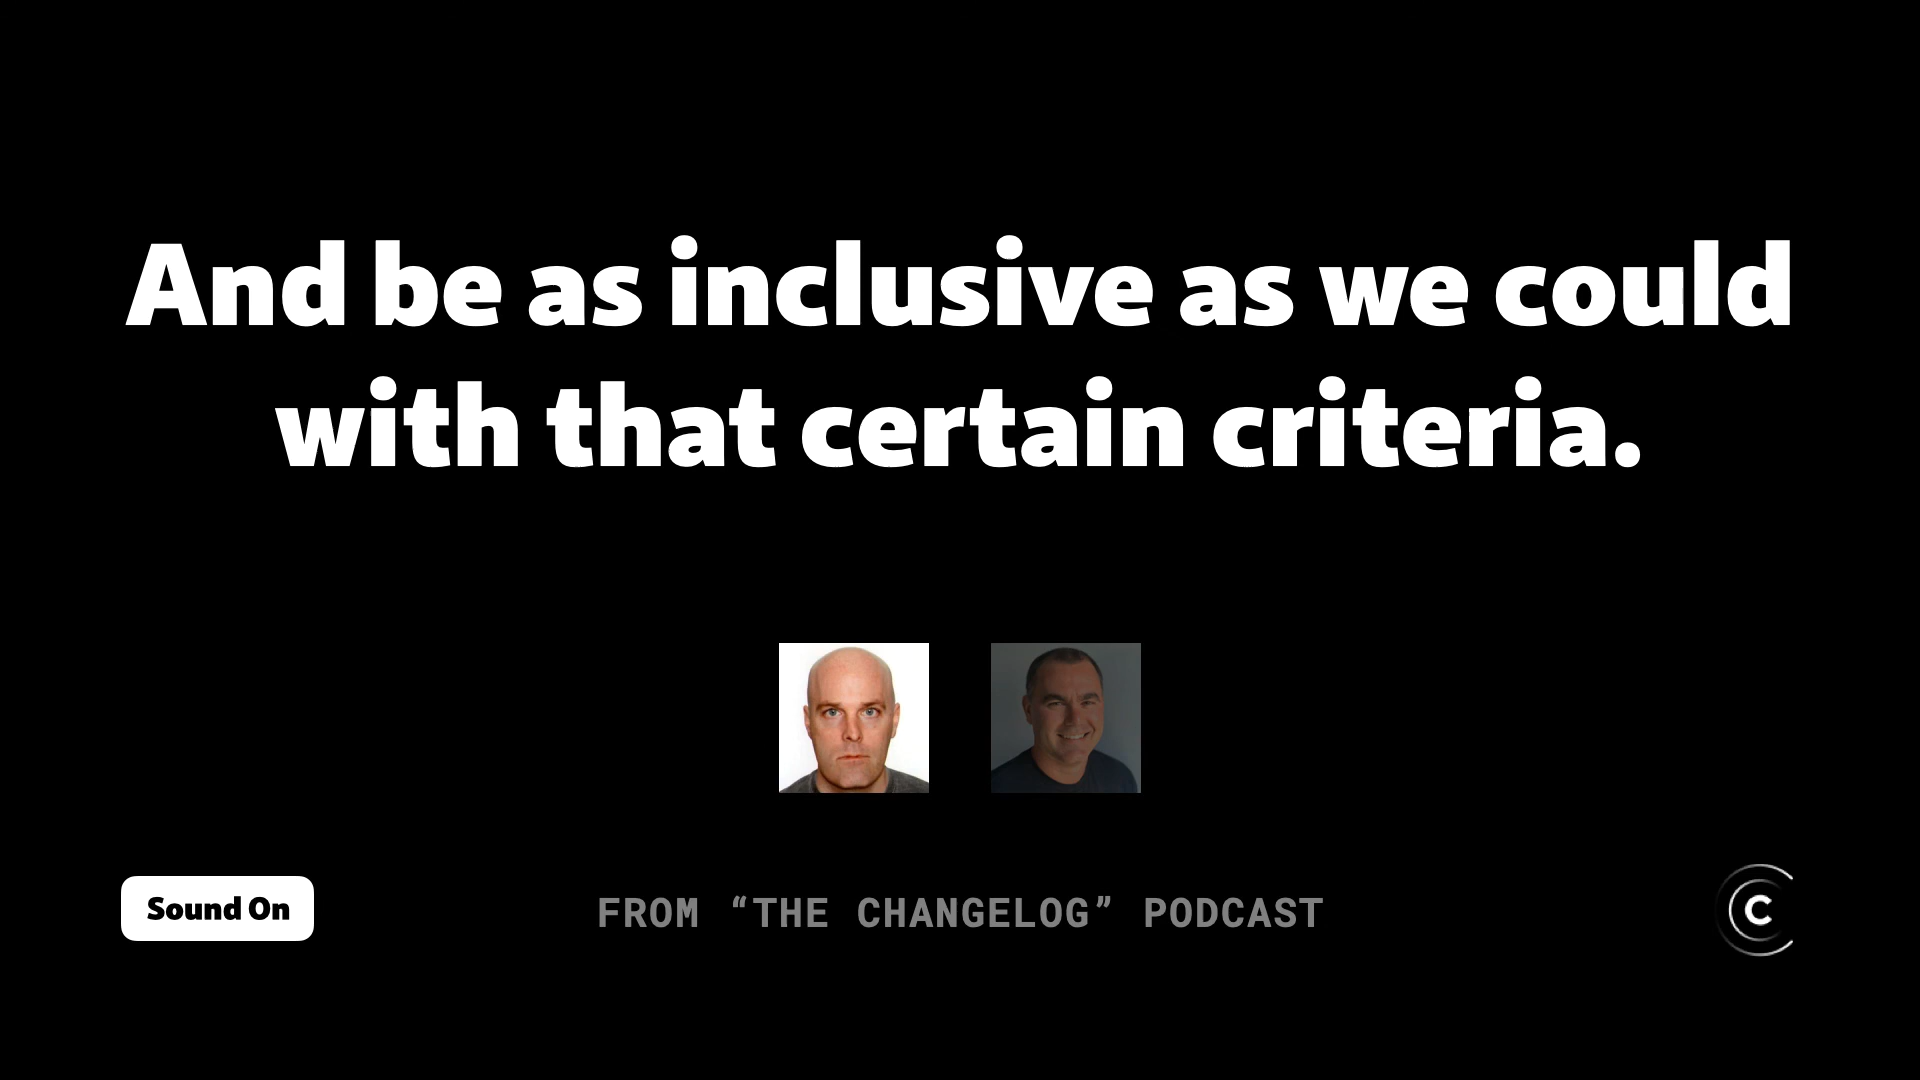 And be as inclusive as we could
with that certain criteria.
Sound On
FROM “THE CHANGELOG” PODCAST
C